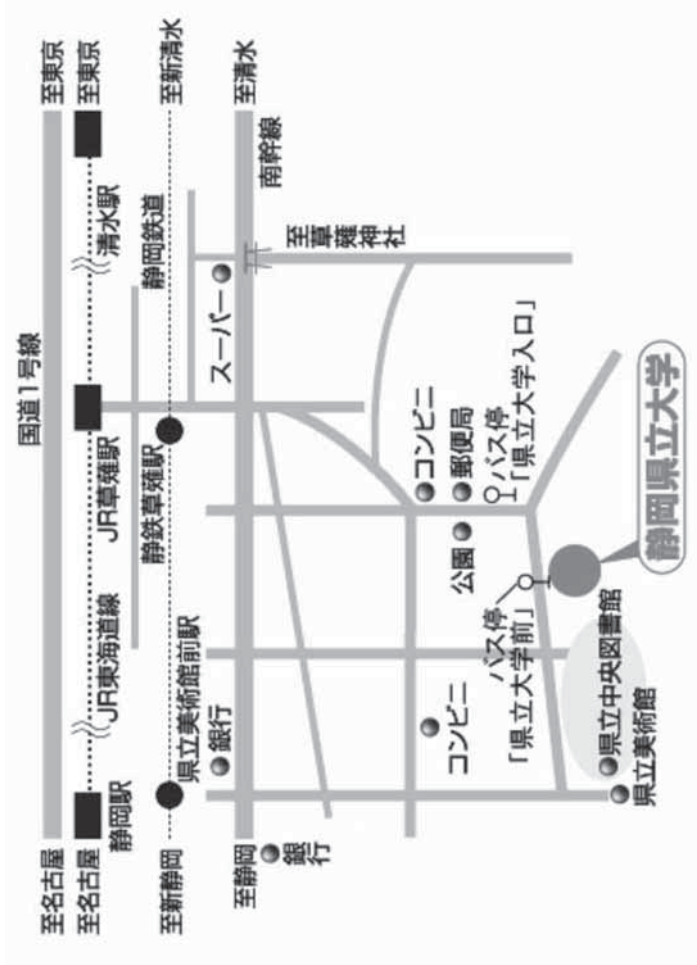 国道1号線
至名古屋
至東京
至名古屋
静岡駅
JR東海道線
JR草薙駅
清水駅
至東京
至新静岡
県立美術館前駅
静鉄草薙駅
静岡鉄道
至新清水
銀行
スーパー
至静岡
至清水
南幹線
銀行
至草薙神社
コンビニ
コンビニ
公園
郵便局
バス停
「県立大学入口」
バス停
「県立大学前」
県立中央図書館
県立美術館
静岡県立大学